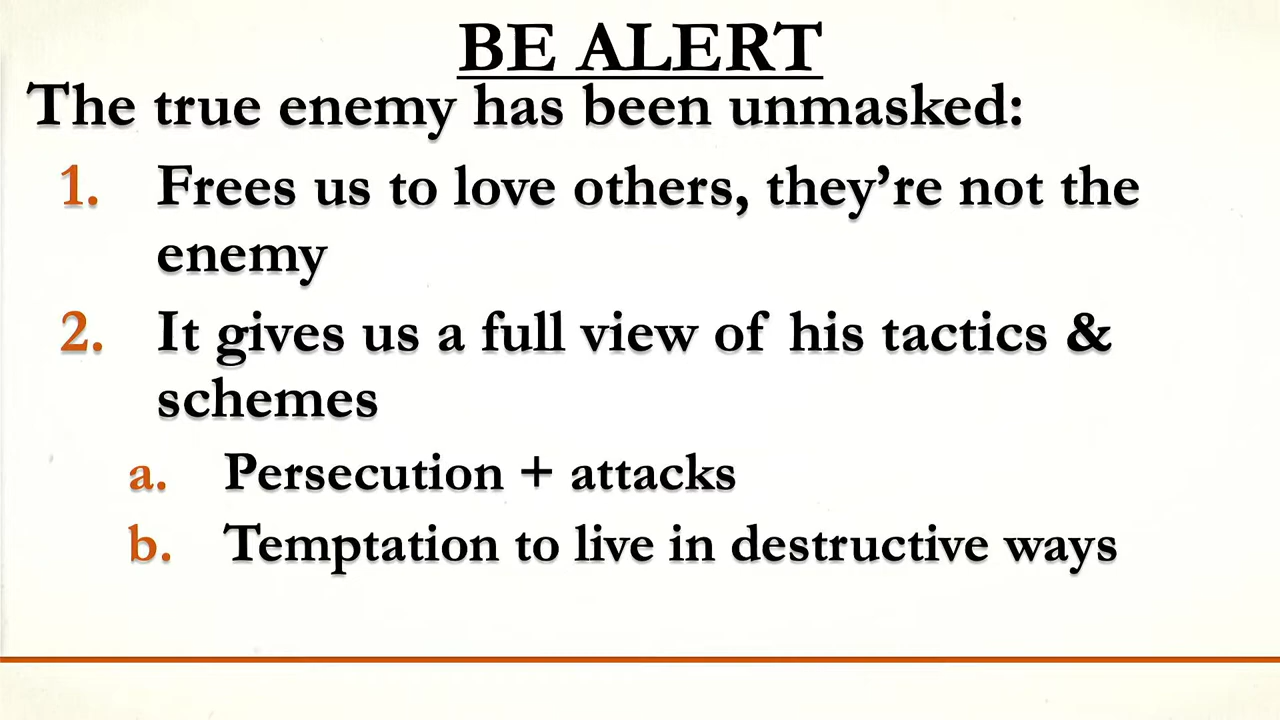 BE ALERT
The true enemy has been unmasked:
1. Frees us to love others, they’re not the
enemy
2. It gives us a full view of his tactics &
schemes
a. Persecution + attacks
b. Temptation to live in destructive ways